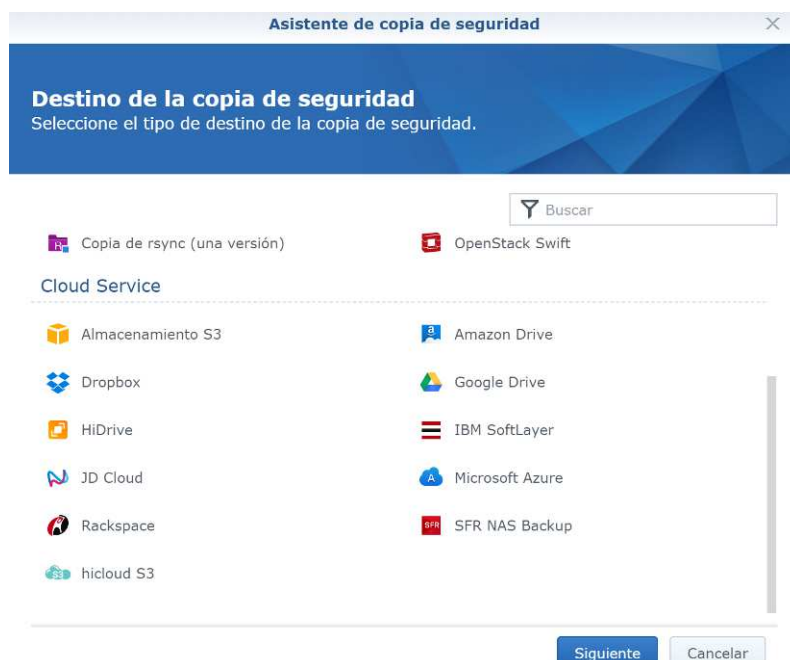 Asistente de copia de seguridad
Destino de la copia de seguridad
Seleccione el tipo de destino de la copia de seguridad.
Buscar
Copia de rsync (una versión)
OpenStack Swift
Cloud Service
Almacenamiento S3
Amazon Drive
Dropbox
Google Drive
HiDrive
IBM SoftLayer
JD Cloud
Microsoft Azure
Rackspace
SFR
SFR NAS Backup
S3
hicloud S3
Siguiente
Cancelar